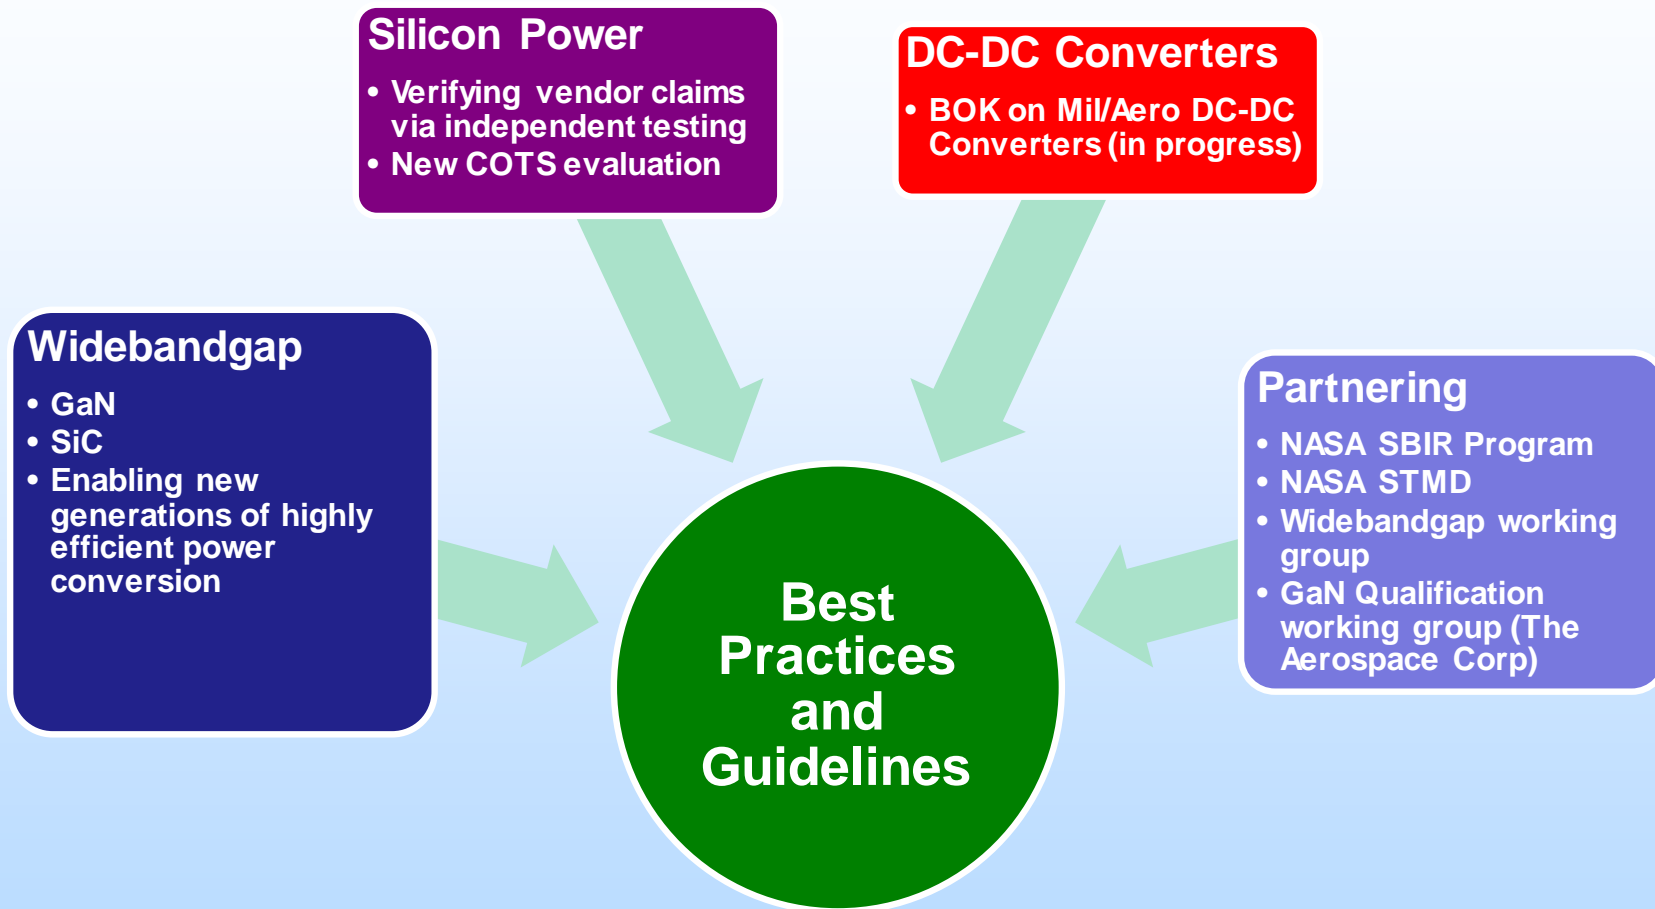 Silicon Power
• Verifying vendor claims
via independent testing
• New COTS evaluation
DC-DC Converters
• BOK on Mil/Aero DC-DC
Converters (in progress)
Widebandgap
• GaN
• SiC
• Enabling new
generations of highly
efficient power
conversion
Partnering
• NASA SBIR Program
• NASA STMD
• Widebandgap working
group
• GaN Qualification
working group (The
Aerospace Corp)
Best
Practices
and
Guidelines